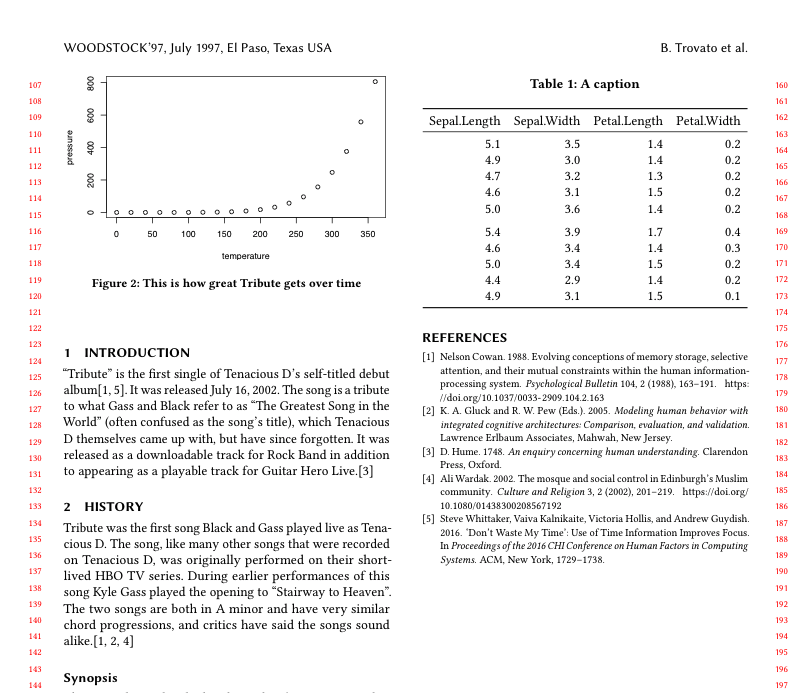 WOODSTOCK'97, July 1997, El Paso, Texas USA
B. Trovato et al.
107
108
109
110
111
112
113
114
115
116
117
118
119
120
121
122
123
124
125
126
127
128
129
130
131
132
133
134
135
136
137
138
139
140
141
142
143
144
pressure
800
600
400
200
0
0 50 100 150 200 250 300 350
temperature
Figure 2: This is how great Tribute gets over time
1 INTRODUCTION
“Tribute” is the first single of Tenacious D’s self-titled debut
album[1, 5]. It was released July 16, 2002. The song is a tribute
to what Gass and Black refer to as “The Greatest Song in the
World” (often confused as the song’s title), which Tenacious
D themselves came up with, but have since forgotten. It was
released as a downloadable track for Rock Band in addition
to appearing as a playable track for Guitar Hero Live.[3]
2 HISTORY
Tribute was the first song Black and Gass played live as Tena-
cious D. The song, like many other songs that were recorded
on Tenacious D, was originally performed on their short-
lived HBO TV series. During earlier performances of this
song Kyle Gass played the opening to “Stairway to Heaven”.
The two songs are both in A minor and have very similar
chord progressions, and critics have said the songs sound
alike.[1, 2, 4]
Synopsis
Table 1: A caption
Sepal.Length Sepal.Width Petal.Length Petal.Width
5.1 3.5 1.4 0.2
4.9 3.0 1.4 0.2
4.7 3.2 1.3 0.2
4.6 3.1 1.5 0.2
5.0 3.6 1.4 0.2
5.4 3.9 1.7 0.4
4.6 3.4 1.4 0.3
5.0 3.4 1.5 0.2
4.4 2.9 1.4 0.2
4.9 3.1 1.5 0.1
REFERENCES
[1] Nelson Cowan. 1988. Evolving conceptions of memory storage, selective
attention, and their mutual constraints within the human information-
processing system. Psychological Bulletin 104, 2 (1988), 163–191. https:
//doi.org/10.1037/0033-2909.104.2.163
[2] K. A. Gluck and R. W. Pew (Eds.). 2005. Modeling human behavior with
integrated cognitive architectures: Comparison, evaluation, and validation.
Lawrence Erlbaum Associates, Mahwah, New Jersey.
[3] D. Hume. 1748. An enquiry concerning human understanding. Clarendon
Press, Oxford.
[4] Ali Wardak. 2002. The mosque and social control in Edinburgh’s Muslim
community. Culture and Religion 3, 2 (2002), 201–219. https://doi.org/
10.1080/01438300208567192
[5] Steve Whittaker, Vaiva Kalnikaite, Victoria Hollis, and Andrew Guydish.
2016. ‘Don’t Waste My Time’: Use of Time Information Improves Focus.
In Proceedings of the 2016 CHI Conference on Human Factors in Computing
Systems. ACM, New York, 1729–1738.
160
161
162
163
164
165
166
167
168
169
170
171
172
173
174
175
176
177
178
179
180
181
182
183
184
185
186
187
188
189
190
191
192
193
194
195
196
197